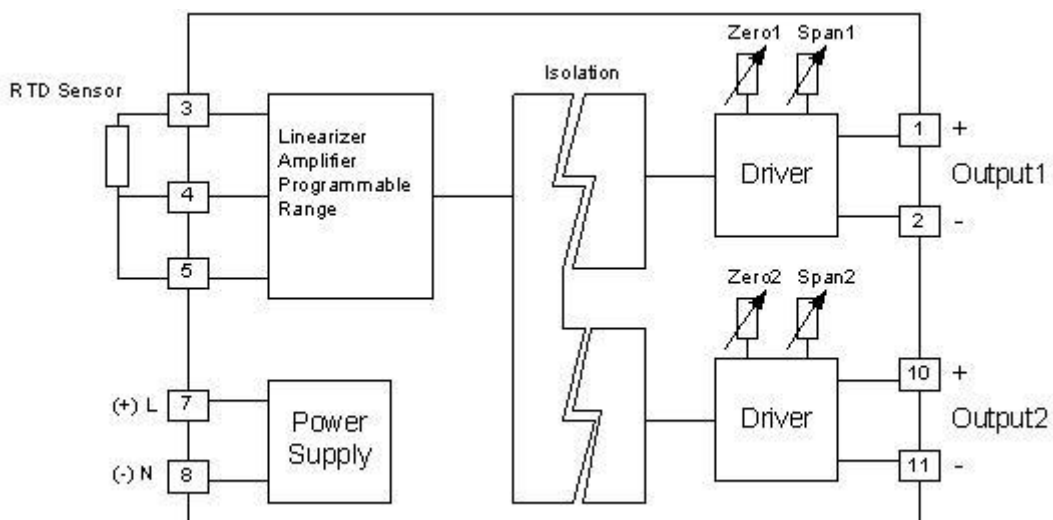 Zero1 Span1
Isolation
RTD Sensor
3
Linearizer
Amplifier
Programmable
Range
4
5
Driver
1 +
Output1
2 -
Zero2 Span2
(+) L 7
(-) N 8
Power
Supply
Driver
10 +
Output2
11 -